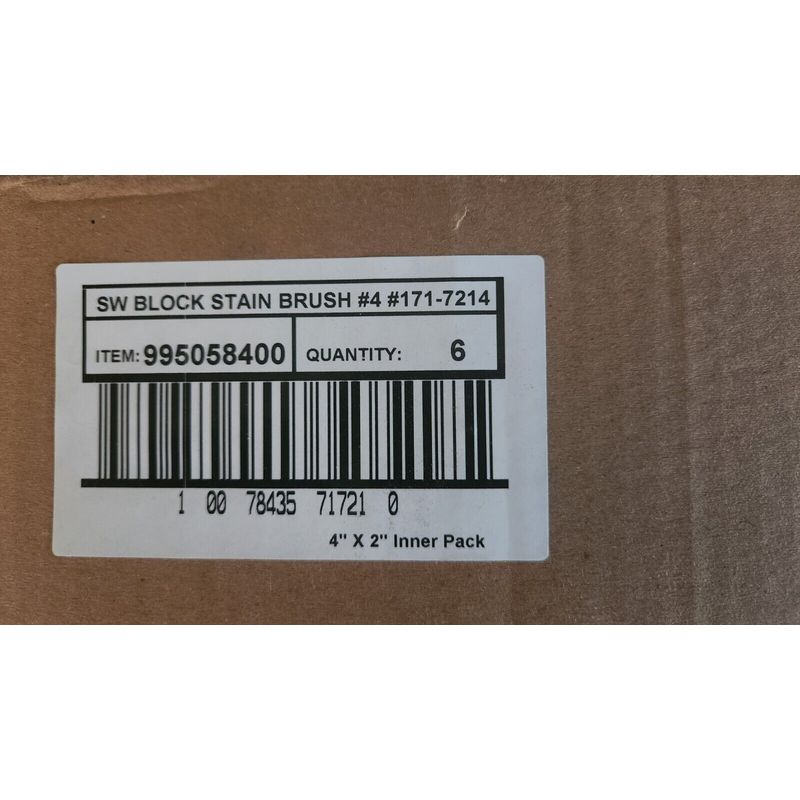 SW BLOCK STAIN BRUSH #4 #171-7214
ITEM: 995058400 QUANTITY: 6
1 00 78435 71721 0
4" X 2" Inner Pack